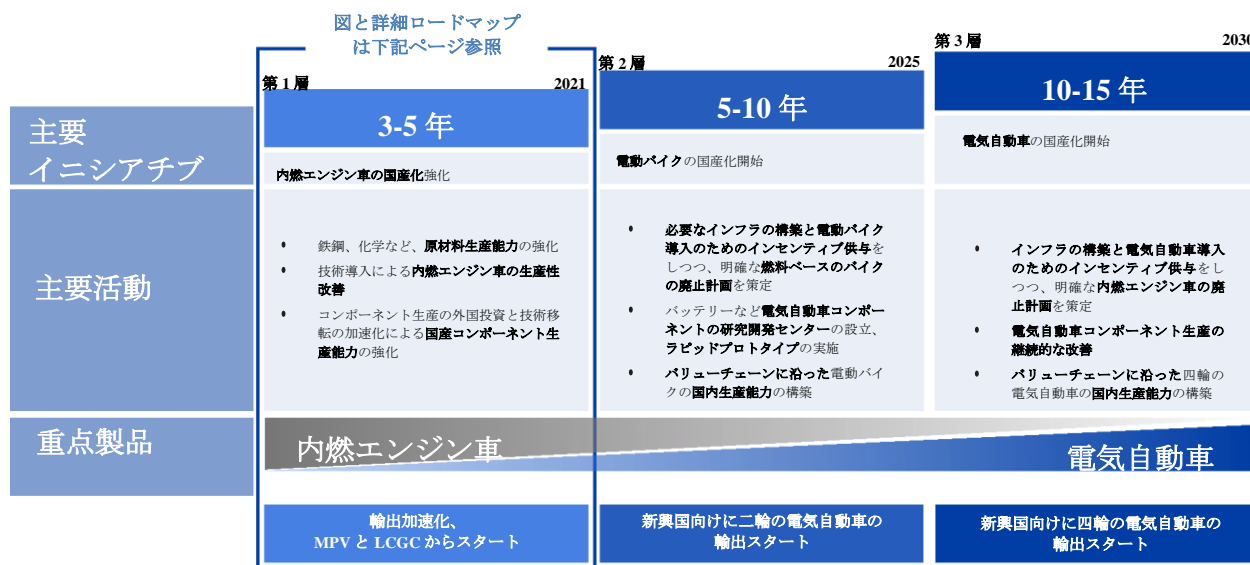 図と詳細ロードマップ
は下記ページ参照
第1層
2021
3-5 年
第2層
2025
5-10 年
第3層
2030
10-15 年
主要
イニシアチブ
内燃エンジン車の国産化強化
電動バイクの国産化開始
電気自動車の国産化開始
主要活動
• 鉄鋼、化学など、原材料生産能力の強化
• 技術導入による内燃エンジン車の生産性
改善
• コンポーネント生産の外国投資と技術移
転の加速化による国産コンポーネント生
産能力の強化
• 必要なインフラの構築と電動バイク
導入のためのインセンティブ供与を
しつつ、明確な燃料ベースのバイク
の廃止計画を策定
• バッテリーなど電気自動車コンポー
ネントの研究開発センターの設立、
ラピッドプロトタイプの実施
• バリューチェーンに沿った電動バイ
クの国内生産能力の構築
• インフラの構築と電気自動車導入
のためのインセンティブ供与をし
つつ、明確な内燃エンジン車の廃
止計画を策定
• 電気自動車コンポーネント生産の
継続的な改善
• バリューチェーンに沿った四輪の
電気自動車の国内生産能力の構築
重点製品
内燃エンジン車
電気自動車
輸出加速化、
MPV と LCGC からスタート
新興国向けに二輪の電気自動車の
輸出スタート
新興国向けに四輪の電気自動車の
輸出スタート